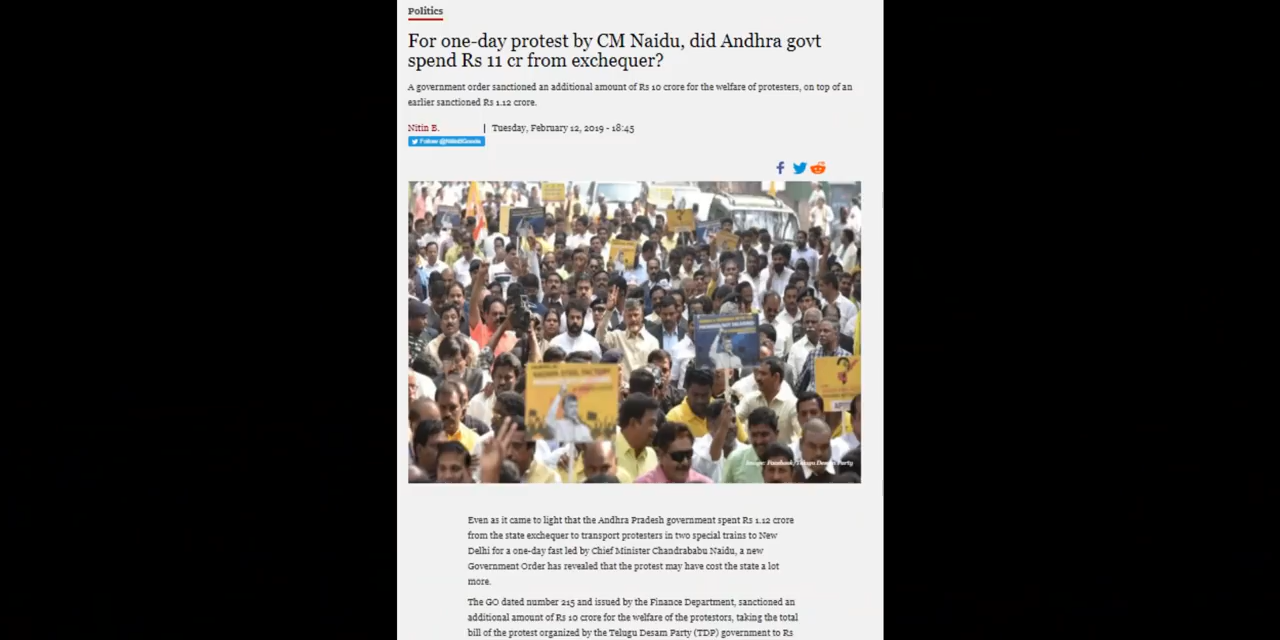 Politics
For one-day protest by CM Naidu, did Andhra govt
spend Rs 11 cr from exchequer?
A government order sanctioned an additional amount of Rs 10 crore for the welfare of protesters, on top of an
earlier sanctioned Rs 1.12 crore.
Nitin B. | Tuesday, February 12, 2019 - 18:45
Follow @NitinBGoode
Image: Facebook/Telugu Desam Party
Even as it came to light that the Andhra Pradesh government spent Rs 1.12 crore
from the state exchequer to transport protesters in two special trains to New
Delhi for a one-day fast led by Chief Minister Chandrababu Naidu, a new
Government Order has revealed that the protest may have cost the state a lot
more.
The GO dated number 215 and issued by the Finance Department, sanctioned an
additional amount of Rs 10 crore for the welfare of the protestors, taking the total
bill of the protest organized by the Telugu Desam Party (TDP) government to Rs